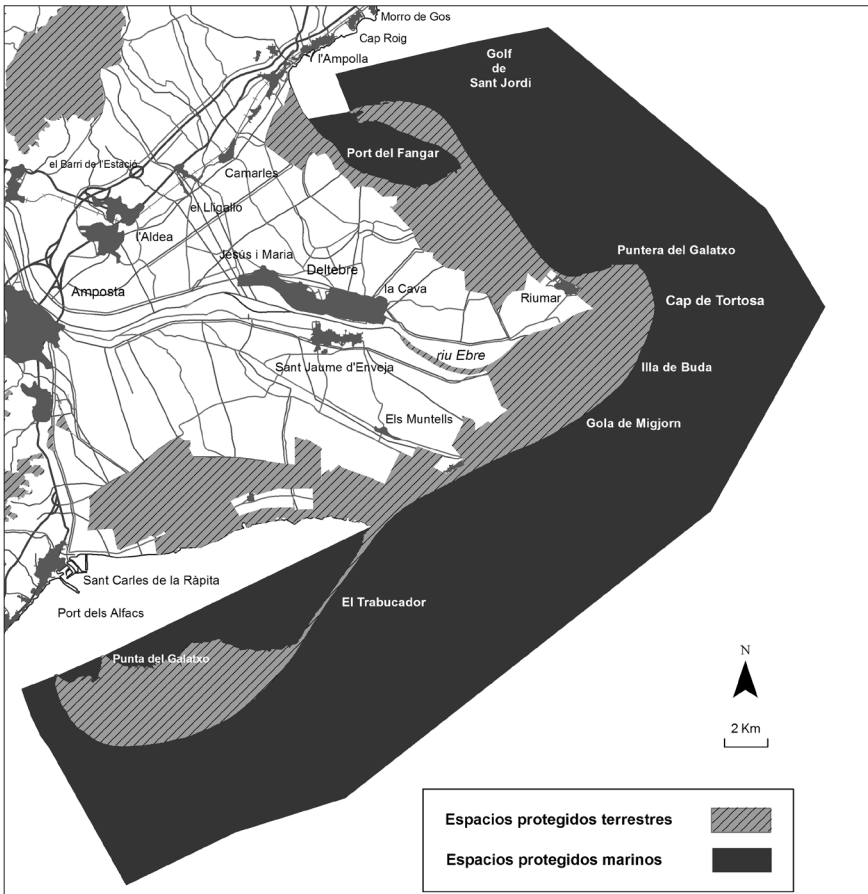 Morro de Gos
Cap Roig
l'Ampolla
Golf
de
Sant Jordi
Port del Fangar
el Barri de l'Estació
Camarles
el Lligallo
l'Aldea
Jesús i Maria
Deltebre
Puntera del Galatxo
Amposta
la Cava
Riumar
Cap de Tortosa
riu Ebre
Sant Jaume d'Enveja
Illa de Buda
Els Muntells
Gola de Migjorn
Sant Carles de la Ràpita
El Trabucador
Port dels Alfacs
Punta del Galatxo
N
2 Km
Espacios protegidos terrestres
Espacios protegidos marinos